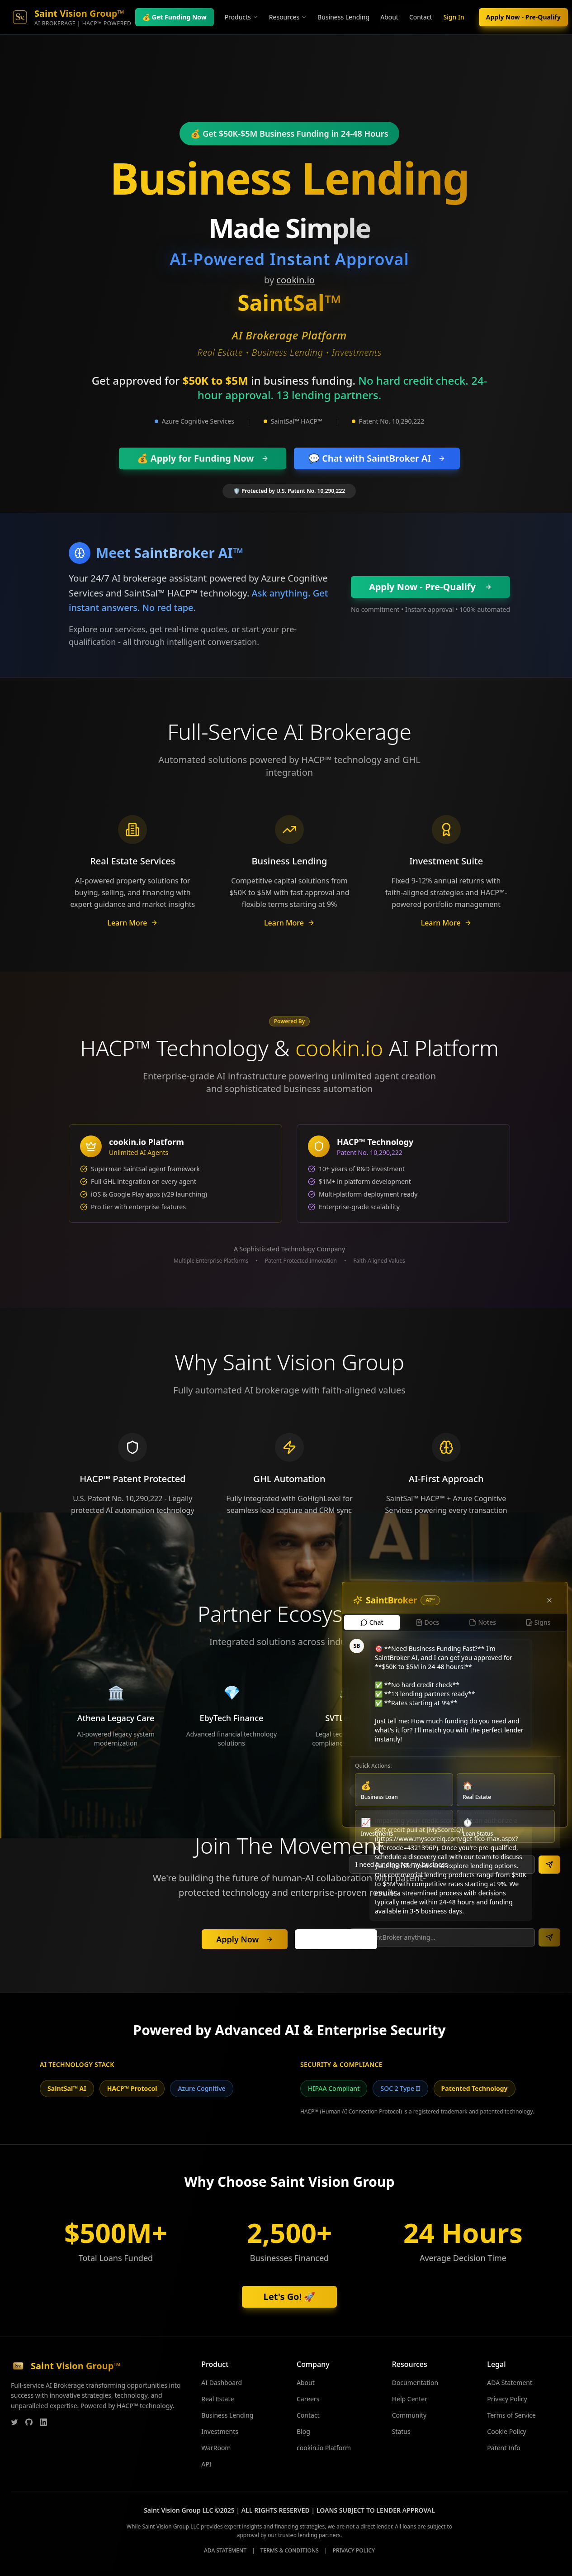 Saint Vision Group™
AI BROKERAGE | HACP™ POWERED
💰 Get Funding Now
Products
Resources
Business Lending
About
Contact
Sign In
Apply Now - Pre-Qualify
💰 Get $50K-$5M Business Funding in 24-48 Hours
Business Lending
Made Simple
AI-Powered Instant Approval
by cookin.io
SaintSal™
AI Brokerage Platform
Real Estate • Business Lending • Investments
Get approved for $50K to $5M in business funding. No hard credit check. 24-
hour approval. 13 lending partners.
Azure Cognitive Services
SaintSal™ HACP™
Patent No. 10,290,222
💰 Apply for Funding Now
💬 Chat with SaintBroker AI
🛡️ Protected by U.S. Patent No. 10,290,222
Meet SaintBroker AI™
Your 24/7 AI brokerage assistant powered by Azure Cognitive
Services and SaintSal™ HACP™ technology. Ask anything. Get
instant answers. No red tape.
Explore our services, get real-time quotes, or start your pre-
qualification - all through intelligent conversation.
Apply Now - Pre-Qualify
No commitment • Instant approval • 100% automated
Full-Service AI Brokerage
Automated solutions powered by HACP™ technology and GHL
integration
Real Estate Services
AI-powered property solutions for
buying, selling, and financing with
expert guidance and market insights
Learn More
Business Lending
Competitive capital solutions from
$50K to $5M with fast approval and
flexible terms starting at 9%
Learn More
Investment Suite
Fixed 9-12% annual returns with
faith-aligned strategies and HACP™-
powered portfolio management
Learn More
Powered By
HACP™ Technology & cookin.io AI Platform
Enterprise-grade AI infrastructure powering unlimited agent creation
and sophisticated business automation
cookin.io Platform
Unlimited AI Agents
Superman SaintSal agent framework
Full GHL integration on every agent
iOS & Google Play apps (v29 launching)
Pro tier with enterprise features
HACP™ Technology
Patent No. 10,290,222
10+ years of R&D investment
$1M+ in platform development
Multi-platform deployment ready
Enterprise-grade scalability
A Sophisticated Technology Company
Multiple Enterprise Platforms • Patent-Protected Innovation • Faith-Aligned Values
Why Saint Vision Group
Fully automated AI brokerage with faith-aligned values
HACP™ Patent Protected
U.S. Patent No. 10,290,222 - Legally
protected AI automation technology
GHL Automation
Fully integrated with GoHighLevel for
seamless lead capture and CRM sync
AI-First Approach
SaintSal™ HACP™ + Azure Cognitive
Services powering every transaction
Partner Ecosys
Integrated solutions across indu
Athena Legacy Care
AI-powered legacy system
modernization
EbyTech Finance
Advanced financial technology
solutions
SVTL
Legal tec
complianc
SaintBroker
AI™
Chat
Docs
Notes
Signs
SB
🎯 **Need Business Funding Fast?** I'm
SaintBroker AI, and I can get you approved for
**$50K to $5M in 24-48 hours!**
✅ **No hard credit check**
✅ **13 lending partners ready**
✅ **Rates starting at 9%**
Just tell me: How much funding do you need and
what's it for? I'll match you with the perfect lender
instantly!
Quick Actions:
💰
Business Loan
🏠
Real Estate
📈
Investments
⏱️
Loan Status
soft credit pull at [MyScoreIQ]
(https://www.myscoreiq.com/get-fico-max.aspx?
offercode=4321396P). Once you're pre-qualified,
schedule a discovery call with our team to discuss
your specific needs and explore lending options.
I need funding for my business
Our commercial lending products range from $50K
to $5M with competitive rates starting at 9%. We
ensure a streamlined process with decisions
typically made within 24-48 hours and funding
available in 3-5 business days.
ntBroker anything...
Join The Movement
We're building the future of human-AI collaboration with patent-
protected technology and enterprise-proven results.
Apply Now
Powered by Advanced AI & Enterprise Security
AI TECHNOLOGY STACK
SaintSal™ AI
HACP™ Protocol
Azure Cognitive
SECURITY & COMPLIANCE
HIPAA Compliant
SOC 2 Type II
Patented Technology
HACP™ (Human AI Connection Protocol) is a registered trademark and patented technology.
Why Choose Saint Vision Group
$500M+
Total Loans Funded
2,500+
Businesses Financed
24 Hours
Average Decision Time
Let's Go! 🚀
Saint Vision Group™
Full-service AI Brokerage transforming opportunities into
success with innovative strategies, technology, and
unparalleled expertise. Powered by HACP™ technology.
Product
AI Dashboard
Real Estate
Business Lending
Investments
WarRoom
API
Company
About
Careers
Contact
Blog
cookin.io Platform
Resources
Documentation
Help Center
Community
Status
Legal
ADA Statement
Privacy Policy
Terms of Service
Cookie Policy
Patent Info
Saint Vision Group LLC ©2025 | ALL RIGHTS RESERVED | LOANS SUBJECT TO LENDER APPROVAL
While Saint Vision Group LLC provides expert insights and financing strategies, we are not a direct lender. All loans are subject to
approval by our trusted lending partners.
ADA STATEMENT | TERMS & CONDITIONS | PRIVACY POLICY